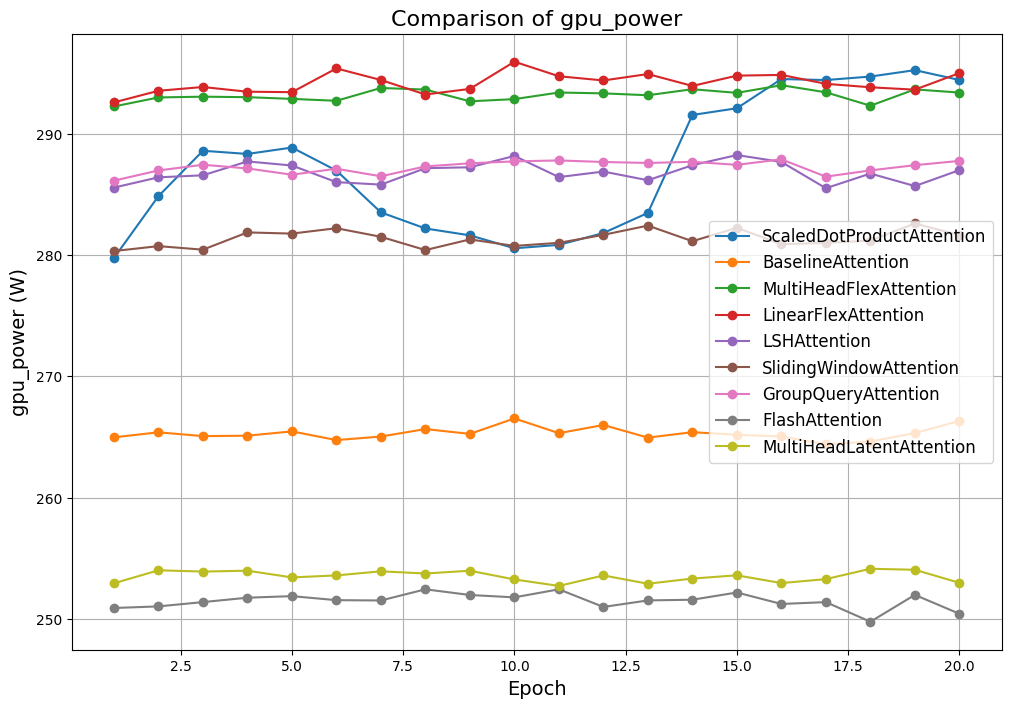 Comparison of gpu_power
gpu_power (W)
290
280
270
260
250
ScaledDotProductAttention
BaselineAttention
MultiHeadFlexAttention
LinearFlexAttention
LSHAttention
SlidingWindowAttention
GroupQueryAttention
FlashAttention
MultiHeadLatentAttention
2.5 5.0 7.5 10.0 12.5 15.0 17.5 20.0
Epoch